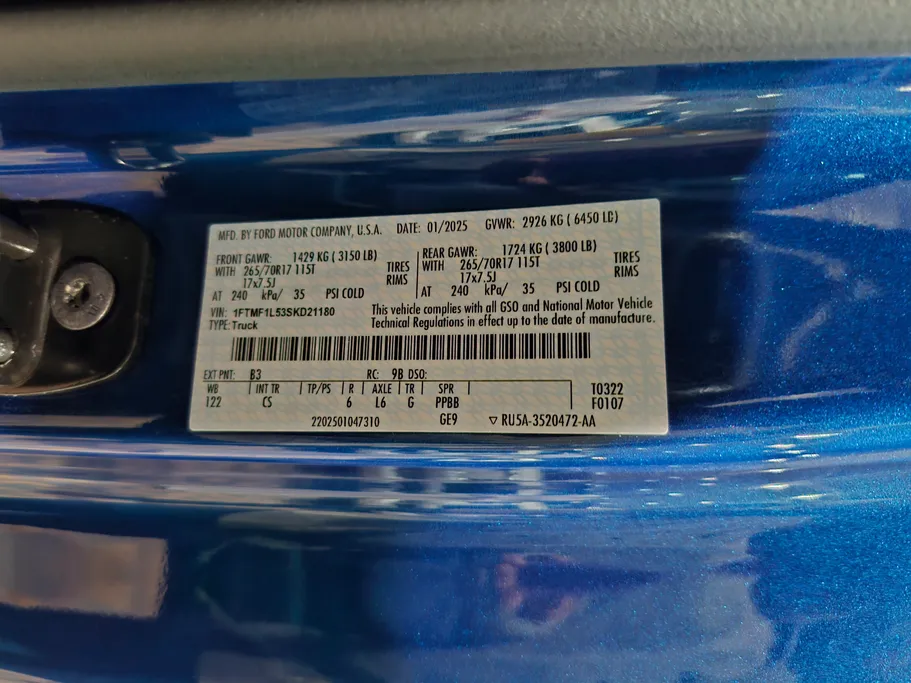 MFD. BY FORD MOTOR COMPANY, U.S.A. DATE: 01/2025 GVWR: 2926 KG ( 6450 LB)
FRONT GAWR: 1429 KG ( 3150 LB) REAR GAWR: 1724 KG ( 3800 LB)
WITH 265/70R17 115T TIRES WITH 265/70R17 115T TIRES
17x7.5J RIMS 17x7.5J RIMS
AT 240 kPa/ 35 PSI COLD AT 240 kPa/ 35 PSI COLD
VIN: 1FTMF1L53SKD21180 This vehicle complies with all GSO and National Motor Vehicle
TYPE: Truck Technical Regulations in effect up to the date of manufacture.
EXT PNT: B3 RC: 9B DSO:
WB INT TR TP/PS R AXLE TR SPR T0322
122 CS 6 L6 G PPBB F0107
2202501047310 GE9 ▽ RU5A-3520472-AA